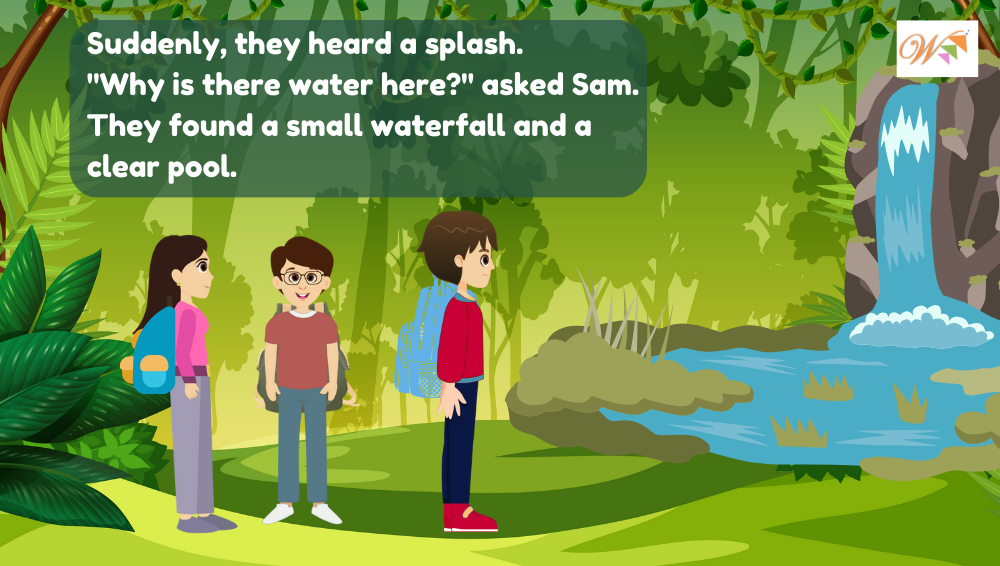 Suddenly, they heard a splash.
"Why is there water here?" asked Sam.
They found a small waterfall and a
clear pool.
W